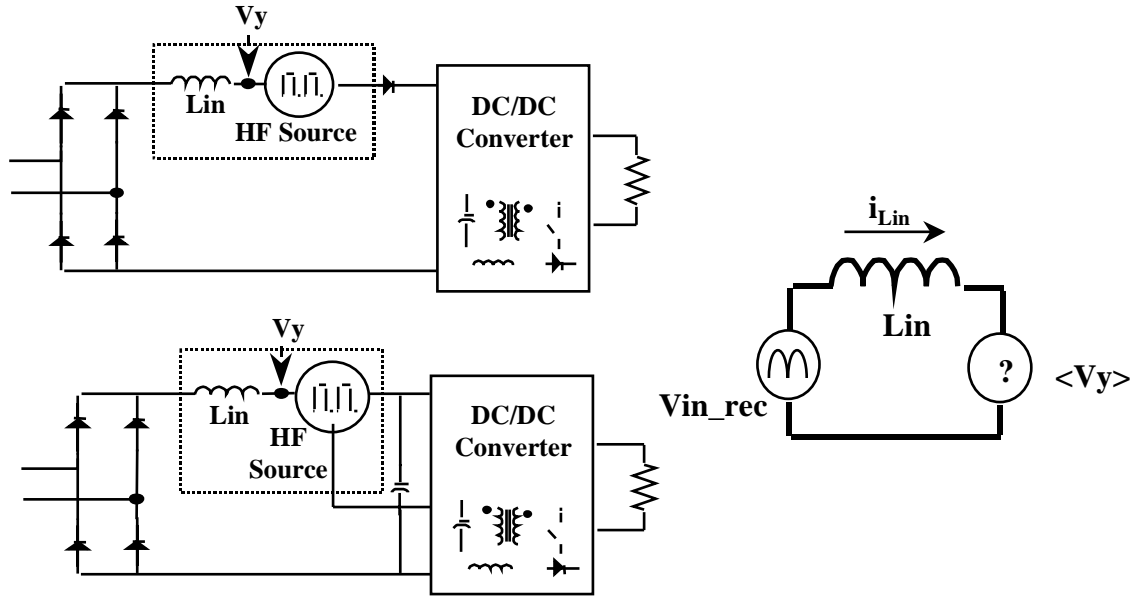 Vy
Lin
HF Source
DC/DC
Converter
Vy
Lin
HF
Source
DC/DC
Converter
iLin
Lin
Vin_rec
?
<Vy>